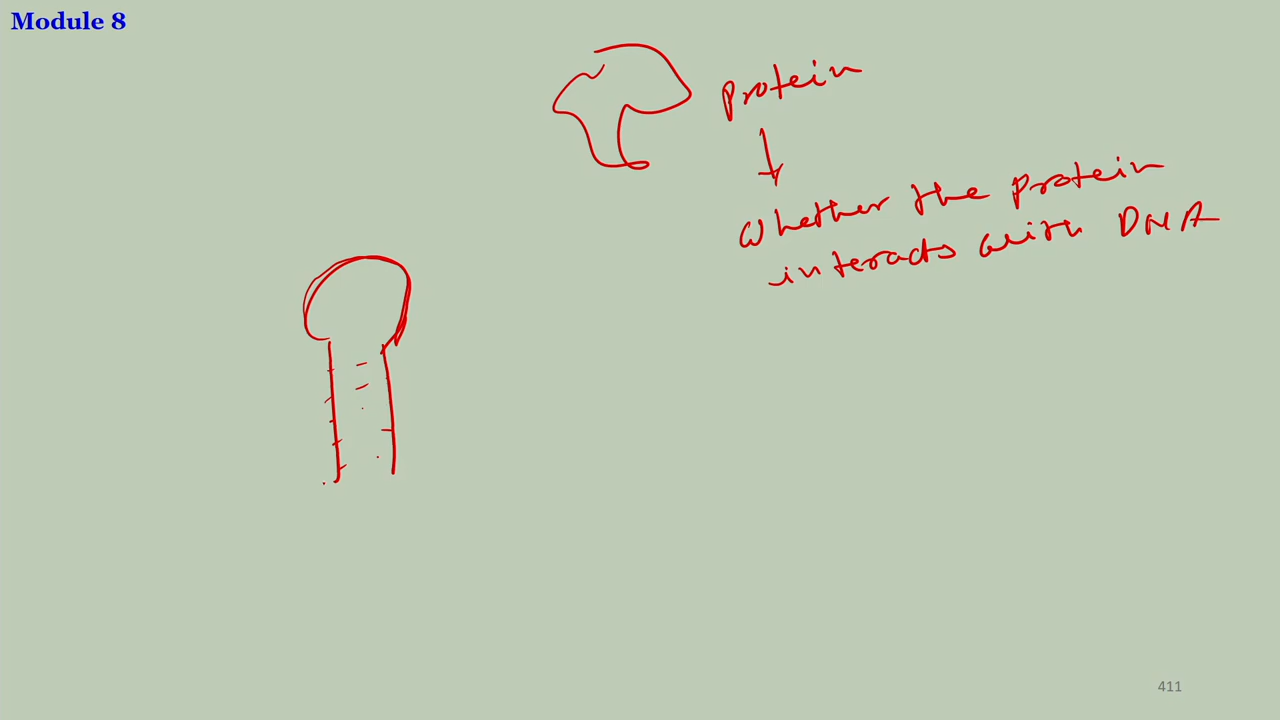 Module 8
Protein
Whether the Protein
interacts with DNA
411